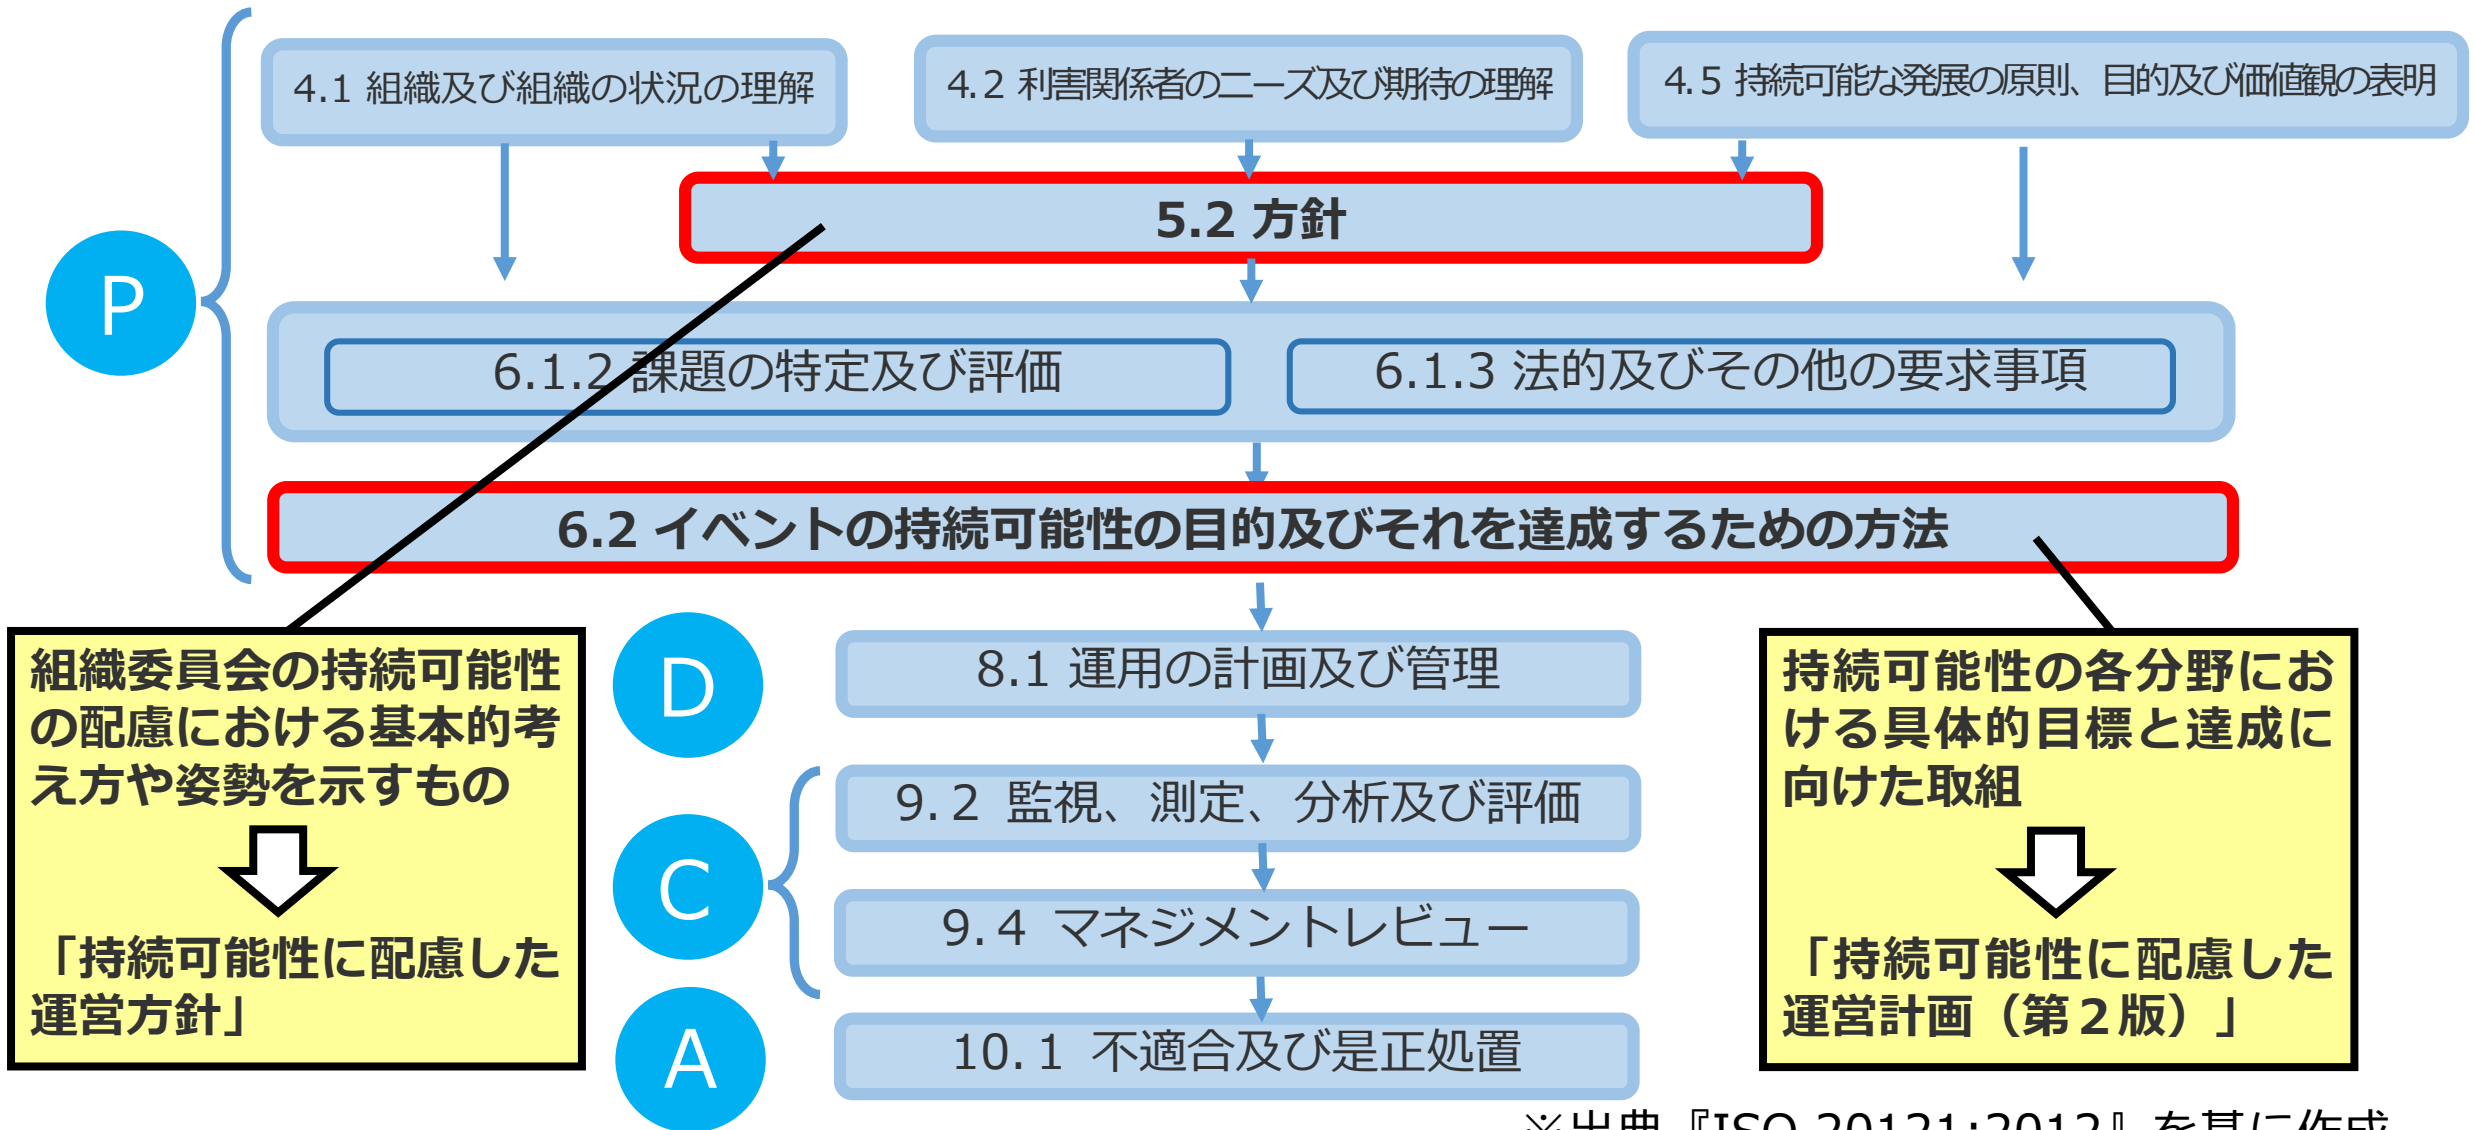 4.1 組織及び組織の状況の理解
4.2 利害関係者のニーズ及び期待の理解
4.5 持続可能な発展の原則、目的及び価値観の表明
5.2 方針
P
6.1.2 課題の特定及び評価
6.1.3 法的及びその他の要求事項
6.2 イベントの持続可能性の目的及びそれを達成するための方法
組織委員会の持続可能性
の配慮における基本的考
え方や姿勢を示すもの
「持続可能性に配慮した
運営方針」
D
8.1 運用の計画及び管理
C
9.2 監視、測定、分析及び評価
9.4 マネジメントレビュー
A
10.1 不適合及び是正処置
持続可能性の各分野にお
ける具体的目標と達成に
向けた取組
「持続可能性に配慮した
運営計画（第２版）」
※出典『ISO 20121:2012』を基に作成